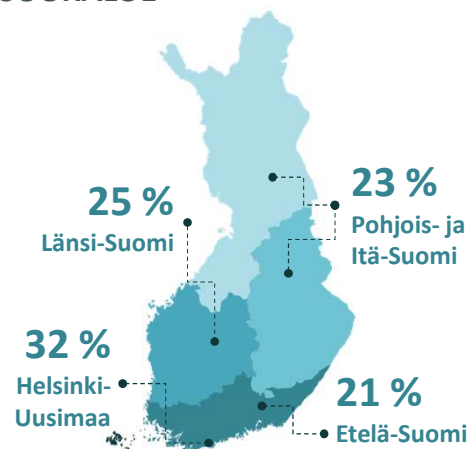 23 %
Pohjois- ja
Itä-Suomi
25 %
Länsi-Suomi
32 %
Helsinki-
Uusimaa
21 %
Etelä-Suomi